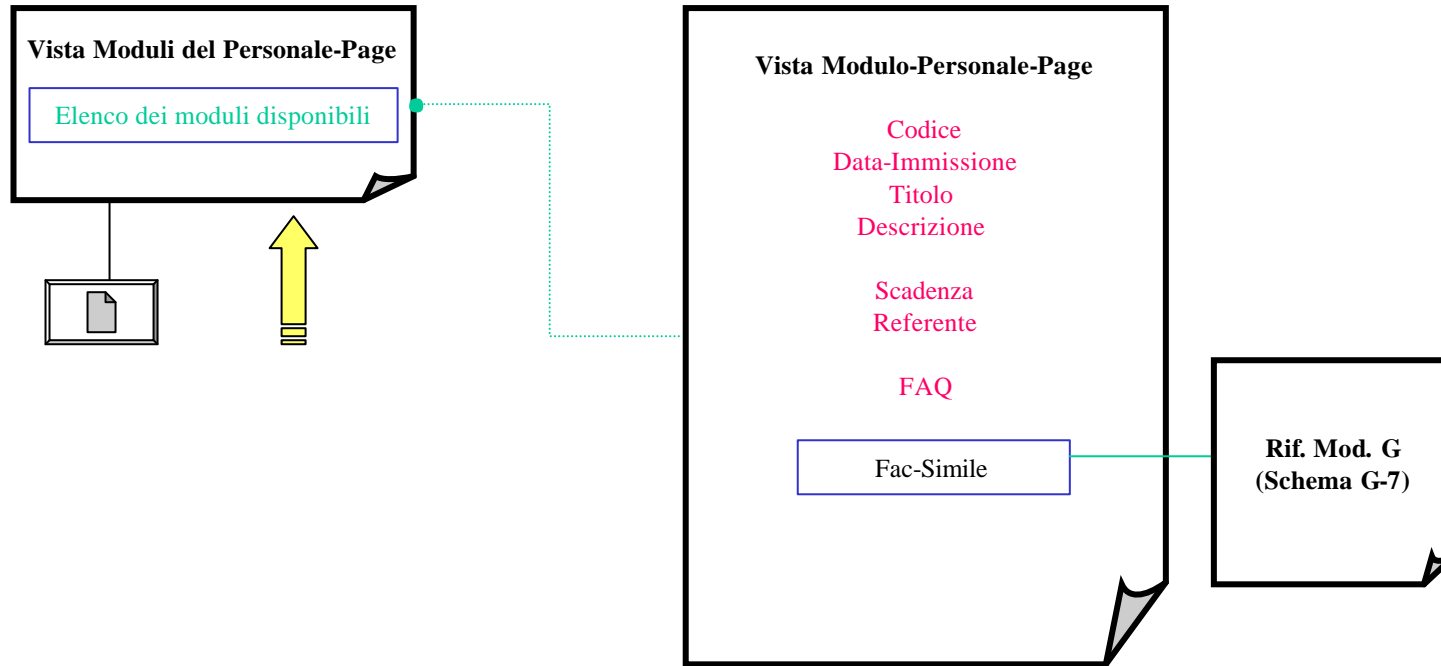 Vista Moduli del Personale-Page
Elenco dei moduli disponibili
Vista Modulo-Personale-Page
Codice
Data-Immissione
Titolo
Descrizione
Scadenza
Referente
FAQ
Fac-Simile
Rif. Mod. G
(Schema G-7)